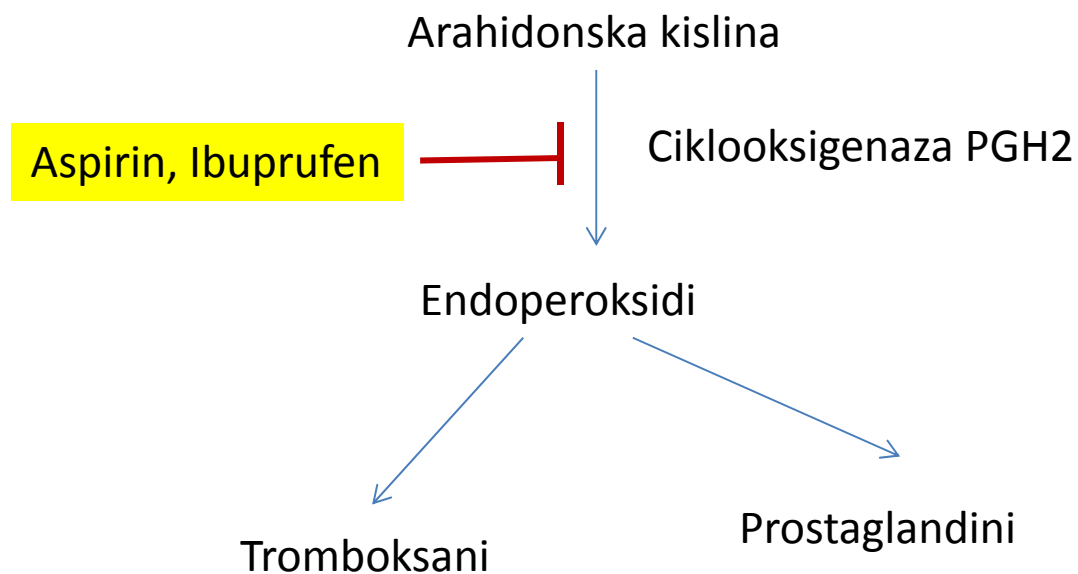 Arahidonska kislina
Aspirin, Ibuprufen
Ciklooksigenaza PGH2
Endoperoksidi
Tromboksani
Prostaglandini